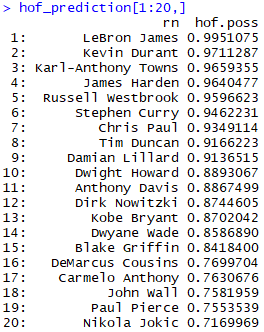 > hof_prediction[1:20,]
rn hof.poss
1: LeBron James 0.9951075
2: Kevin Durant 0.9711287
3: Karl-Anthony Towns 0.9659355
4: James Harden 0.9640477
5: Russell Westbrook 0.9596623
6: Stephen Curry 0.9462231
7: Chris Paul 0.9349114
8: Tim Duncan 0.9166223
9: Damian Lillard 0.9136515
10: Dwight Howard 0.8893067
11: Anthony Davis 0.8867499
12: Dirk Nowitzki 0.8744605
13: Kobe Bryant 0.8702042
14: Dwyane Wade 0.8586890
15: Blake Griffin 0.8418400
16: DeMarcus Cousins 0.7699704
17: Carmelo Anthony 0.7630676
18: John Wall 0.7581959
19: Paul Pierce 0.7553539
20: Nikola Jokic 0.7169969